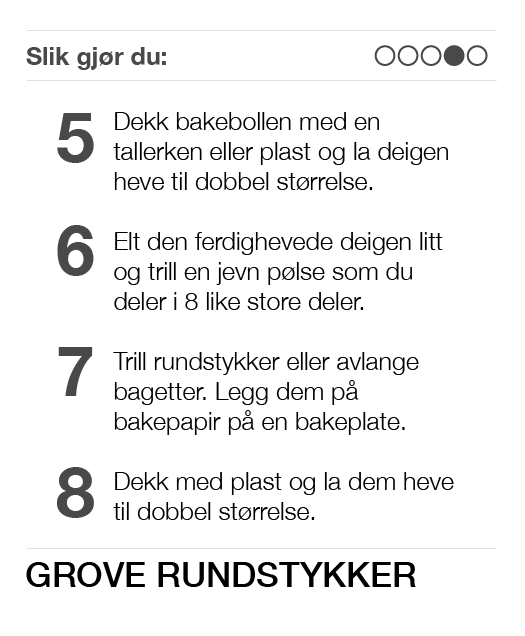 Slik gjør du:
5 Dekk bakebollen med en
tallerken eller plast og la deigen
heve til dobbel størrelse.
6 Elt den ferdighevede deigen litt
og trill en jevn pølse som du
deler i 8 like store deler.
7 Trill rundstykker eller avlange
bagetter. Legg dem på
bakepapir på en bakeplate.
8 Dekk med plast og la dem heve
til dobbel størrelse.
GROVE RUNDSTYKKER